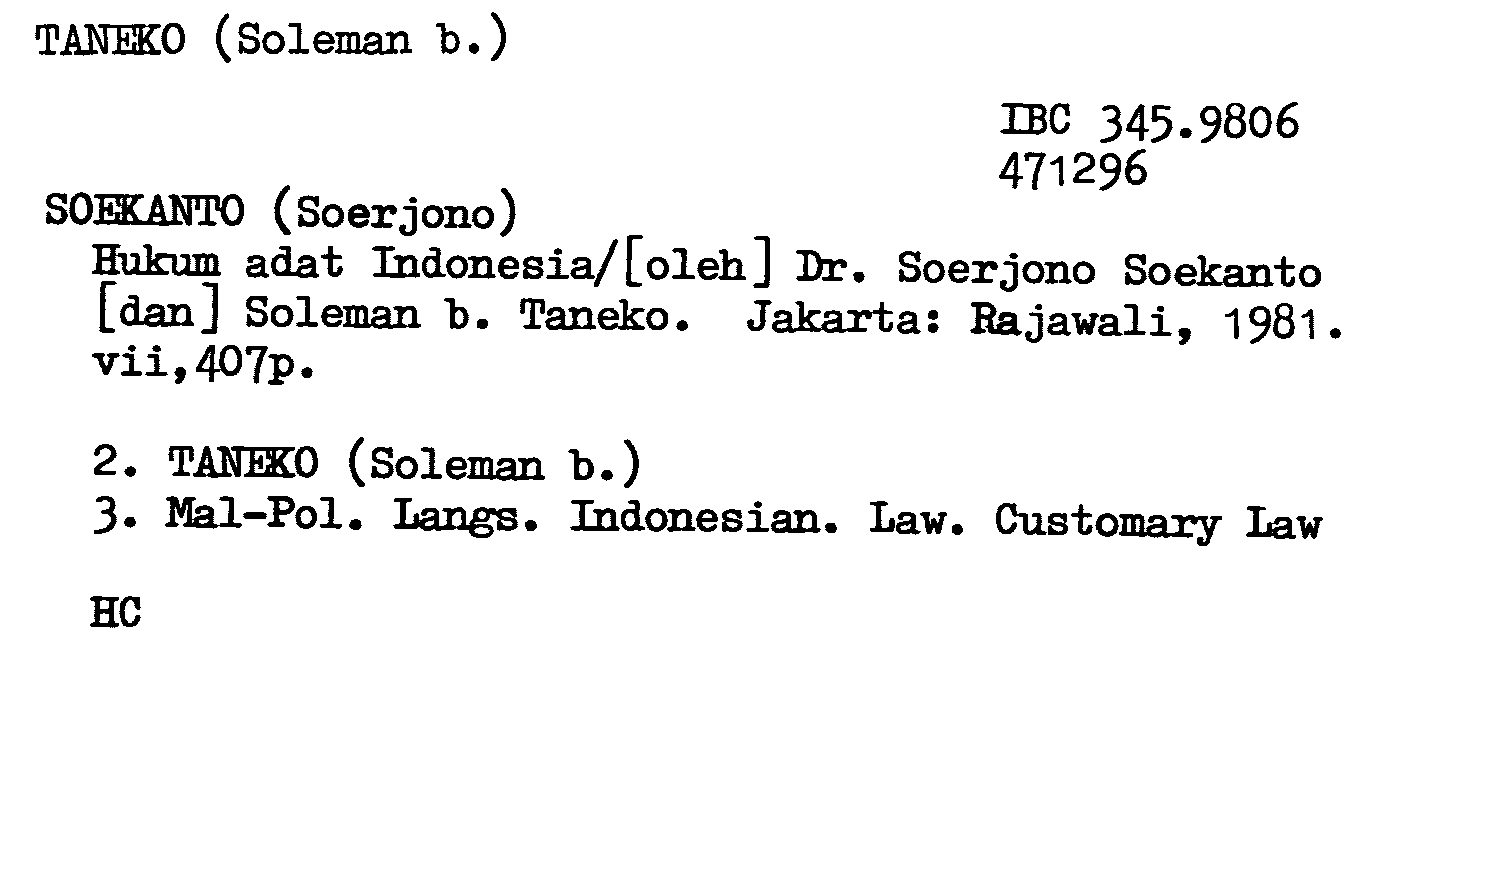 TANEKO (Soleman b.)
IBC 345.9806
471296
SOEKANTO (Soerjono)
Hukum adat Indonesia/[oleh] Dr. Soerjono Soekanto
[dan] Soleman b. Taneko. Jakarta: Rajawali, 1981.
vii,407p.
2. TANEKO (Soleman b.)
3. Mal-Pol. Langs. Indonesian. Law. Customary Law
HC